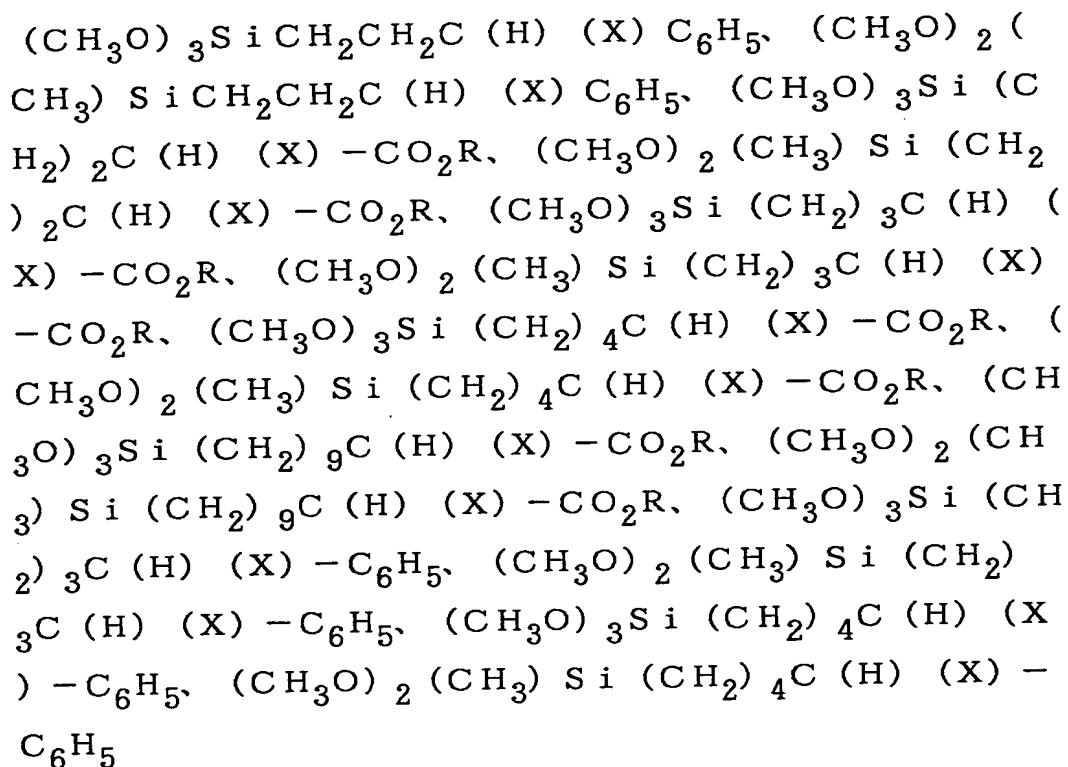 (CH₃O)₃SiCH₂CH₂C(H)(X)C₆H₅、(CH₃O)₂(
CH₃)SiCH₂CH₂C(H)(X)C₆H₅、(CH₃O)₃Si(C
H₂)₂C(H)(X)−CO₂R、(CH₃O)₂(CH₃)Si(CH₂
)₂C(H)(X)−CO₂R、(CH₃O)₃Si(CH₂)₃C(H)(
X)−CO₂R、(CH₃O)₂(CH₃)Si(CH₂)₃C(H)(X)
−CO₂R、(CH₃O)₃Si(CH₂)₄C(H)(X)−CO₂R、(
CH₃O)₂(CH₃)Si(CH₂)₄C(H)(X)−CO₂R、(CH
₃O)₃Si(CH₂)₉C(H)(X)−CO₂R、(CH₃O)₂(CH
₃)Si(CH₂)₉C(H)(X)−CO₂R、(CH₃O)₃Si(CH
₂)₃C(H)(X)−C₆H₅、(CH₃O)₂(CH₃)Si(CH₂)
₃C(H)(X)−C₆H₅、(CH₃O)₃Si(CH₂)₄C(H)(X
)−C₆H₅、(CH₃O)₂(CH₃)Si(CH₂)₄C(H)(X)−
C₆H₅